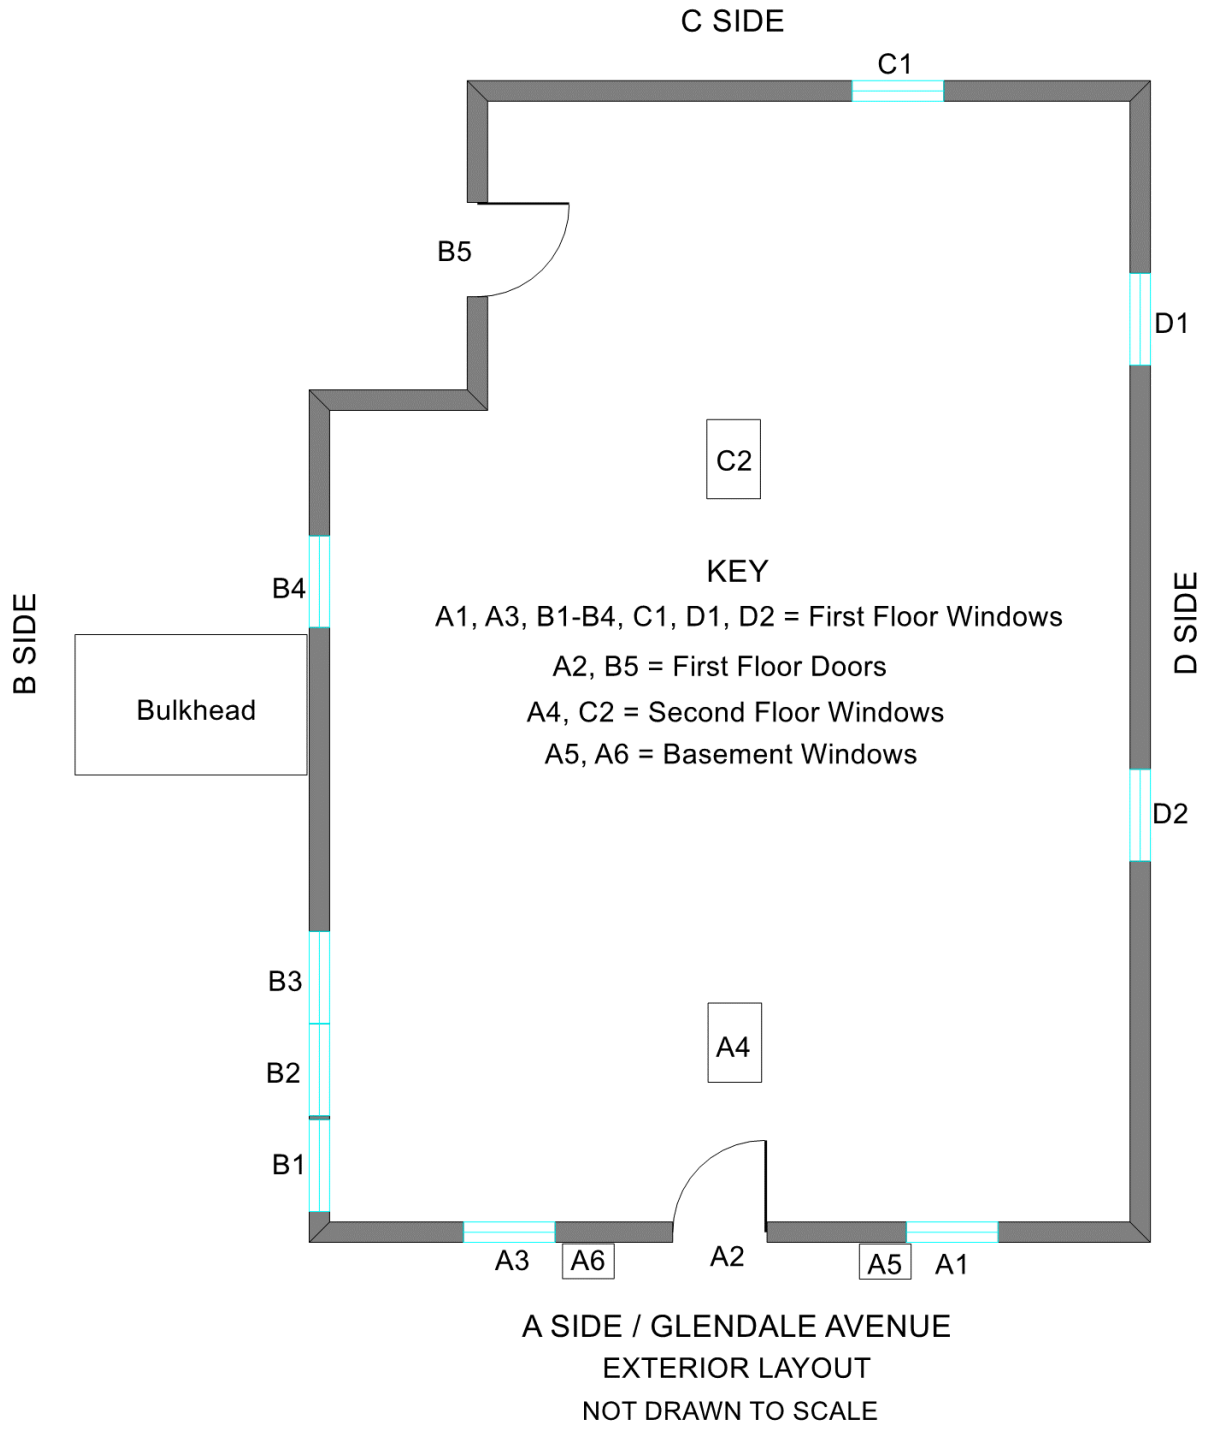 C SIDE
C1
B5
D1
C2
KEY
B4
A1, A3, B1-B4, C1, D1, D2 = First Floor Windows
B SIDE
D SIDE
A2, B5 = First Floor Doors
Bulkhead
A4, C2 = Second Floor Windows
A5, A6 = Basement Windows
D2
B3
A4
B2
B1
A3
A6
A2
A5
A1
A SIDE / GLENDALE AVENUE
EXTERIOR LAYOUT
NOT DRAWN TO SCALE